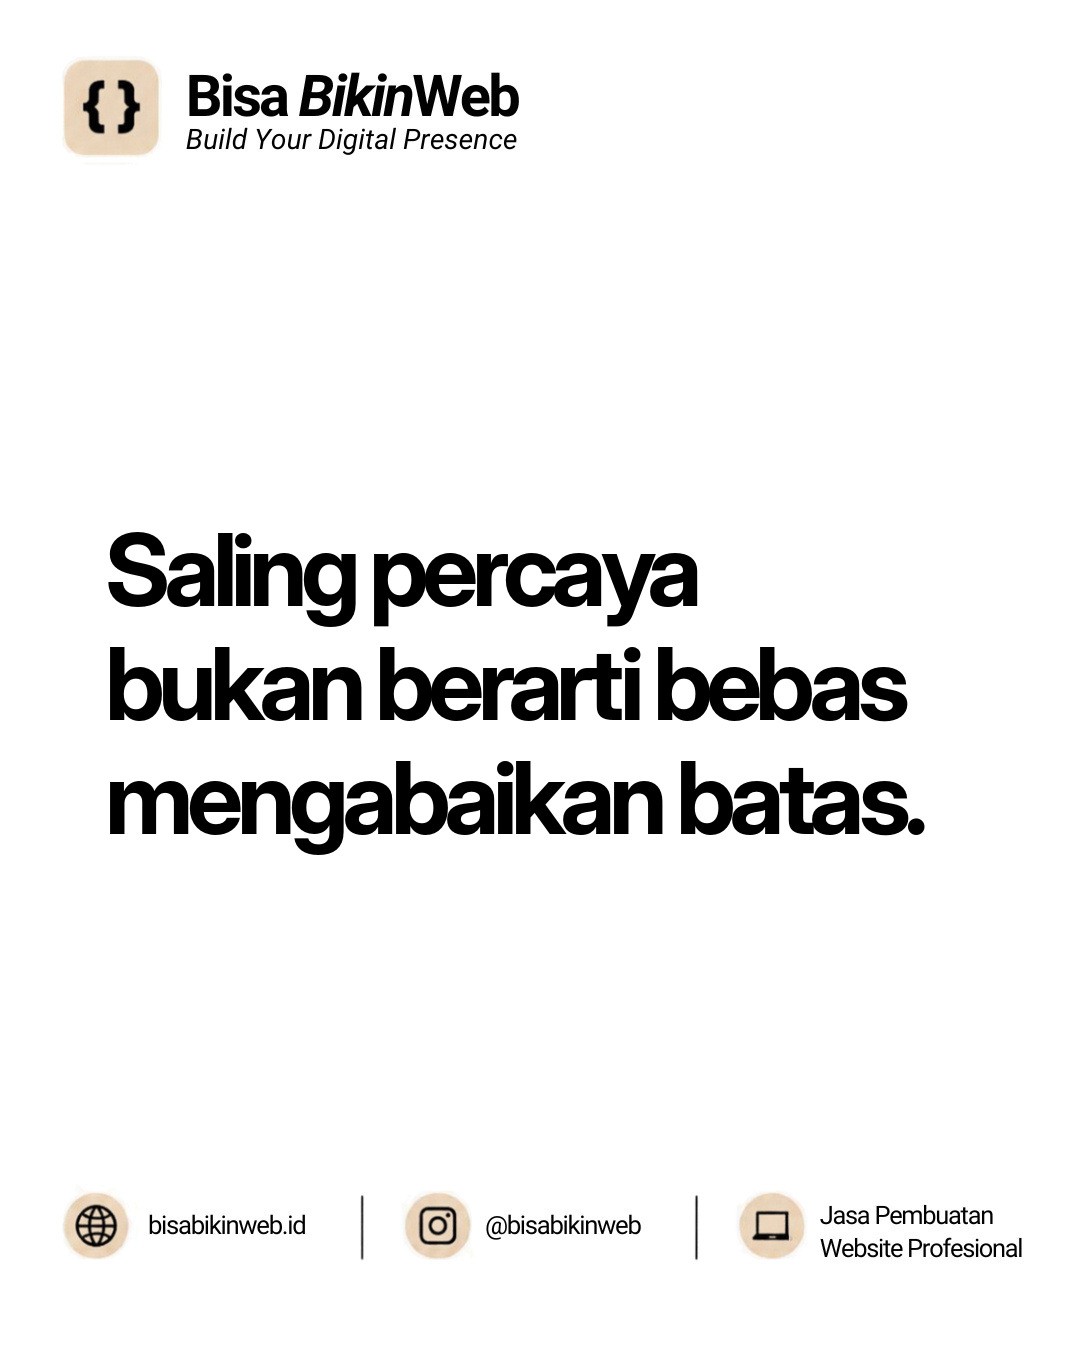 { }
Bisa BikinWeb
Build Your Digital Presence
Saling percaya
bukan berarti bebas
mengabaikan batas.
bisabikinweb.id
@bisabikinweb
Jasa Pembuatan
Website Profesional